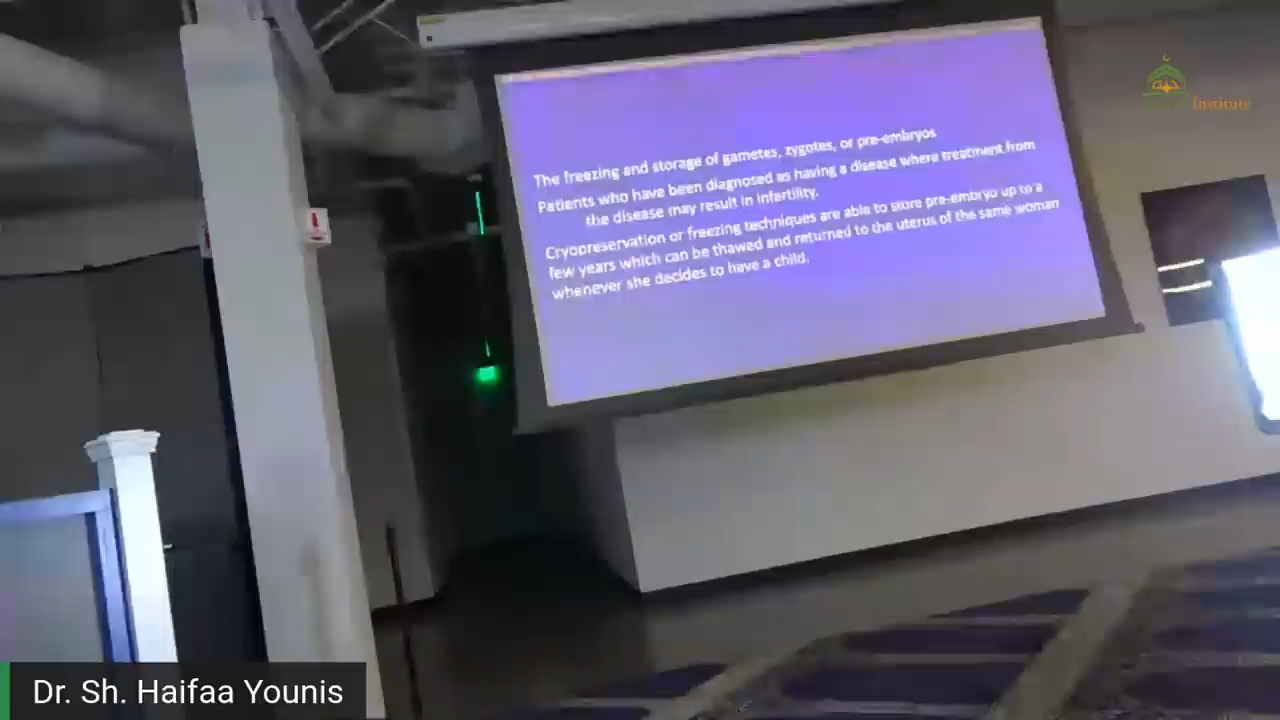 The freezing and storage of gametes, zygotes, or pre-embryos
Patients who have been diagnosed as having a disease where treatment from
the disease may result in infertility.
Cryopreservation or freezing techniques are able to store pre-embryo up to a
few years which can be thawed and returned to the uterus of the same woman
whenever she decides to have a child.
Institute
Dr. Sh. Haifaa Younis